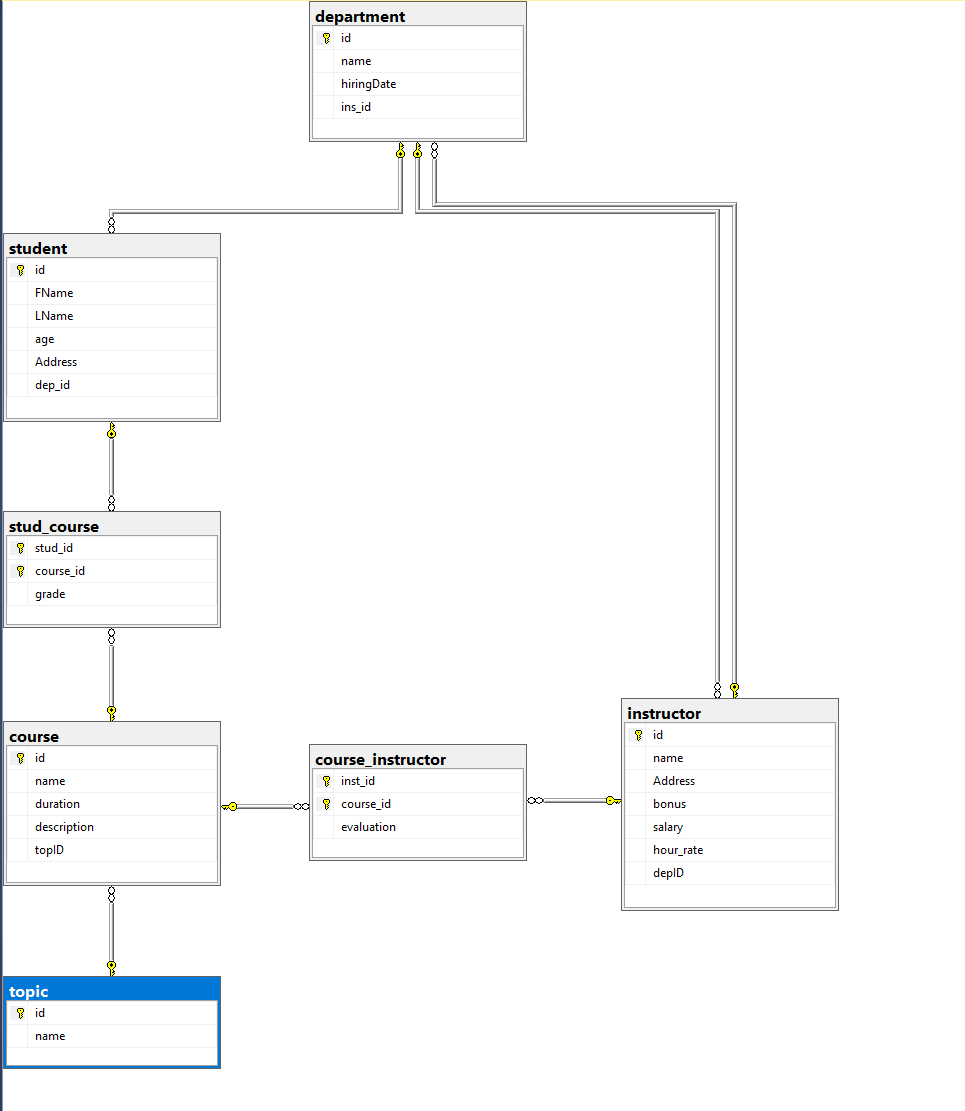 department
id
name
hiringDate
ins_id
student
id
FName
LName
age
Address
dep_id
stud_course
stud_id
course_id
grade
course
id
name
duration
description
topID
course_instructor
inst_id
course_id
evaluation
instructor
id
name
Address
bonus
salary
hour_rate
depID
topic
id
name